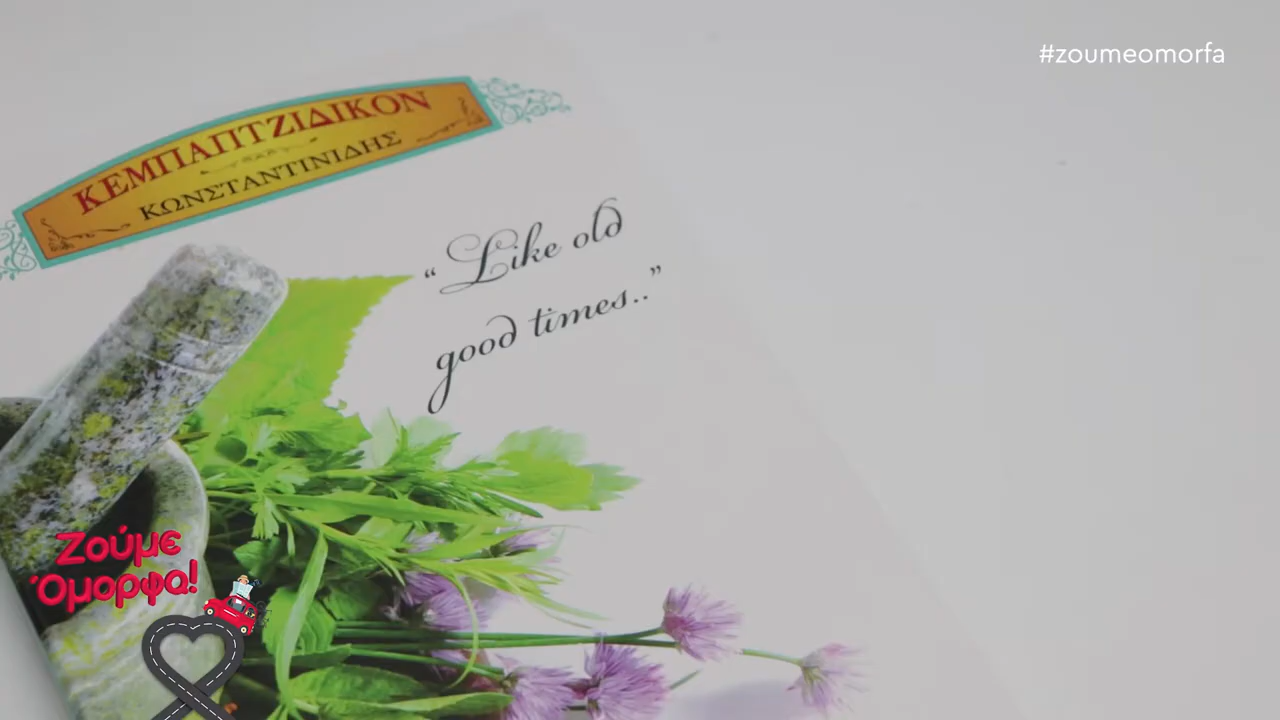 #zoumeomorfa
ΚΕΜΠΑΠΤΖΙΔΙΚΟΝ
ΚΩΝΣΤΑΝΤΙΝΙΔΗΣ
“Like old
good times..”
Ζούμε
Όμορφα!